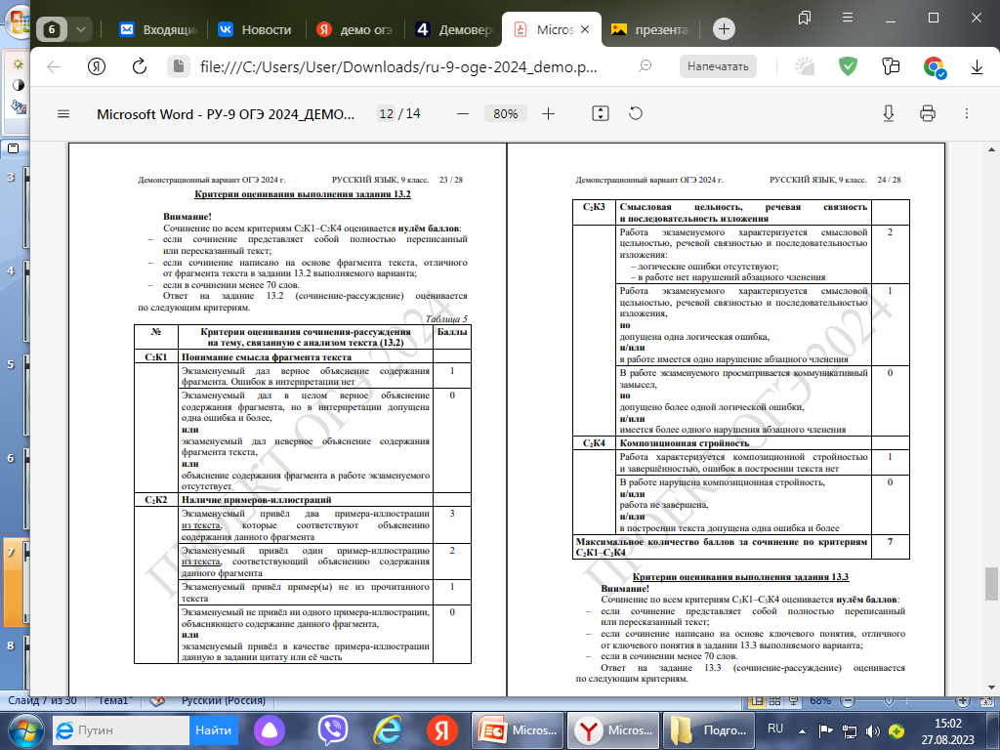 6
Входящие
Новости
демо огэ
Демовер
Micros
презента
file:///C:/Users/User/Downloads/ru-9-oge-2024_demo.p...
Напечатать
Microsoft Word - РУ-9 ОГЭ 2024_ДЕМО...
12 / 14
80%
3
4
5
6
7
8
Демонстрационный вариант ОГЭ 2024 г. РУССКИЙ ЯЗЫК, 9 класс. 23 / 28
Критерии оценивания выполнения задания 13.2
Внимание!
Сочинение по всем критериям С2К1–С2К4 оценивается нулём баллов:
– если сочинение представляет собой полностью переписанный
или пересказанный текст;
– если сочинение написано на основе фрагмента текста, отличного
от фрагмента текста в задании 13.2 выполняемого варианта;
– если в сочинении менее 70 слов.
Ответ на задание 13.2 (сочинение-рассуждение) оценивается
по следующим критериям.
Таблица 5
№ Критерии оценивания сочинения-рассуждения Баллы
на тему, связанную с анализом текста (13.2)
С2К1 Понимание смысла фрагмента текста
Экзаменуемый дал верное объяснение содержания 1
фрагмента. Ошибок в интерпретации нет
Экзаменуемый дал в целом верное объяснение 0
содержания фрагмента, но в интерпретации допущена
одна ошибка и более,
или
экзаменуемый дал неверное объяснение содержания
фрагмента текста,
или
объяснение содержания фрагмента в работе экзаменуемого
отсутствует
С2К2 Наличие примеров-иллюстраций
Экзаменуемый привёл два примера-иллюстрации 3
из текста, которые соответствуют объяснению
содержания данного фрагмента
Экзаменуемый привёл один пример-иллюстрацию 2
из текста, соответствующий объяснению содержания
данного фрагмента
Экзаменуемый привёл пример(ы) не из прочитанного 1
текста
Экзаменуемый не привёл ни одного примера-иллюстрации, 0
объясняющего содержание данного фрагмента,
или
экзаменуемый привёл в качестве примера-иллюстрации
данную в задании цитату или её часть
ПРОЕКТ ОГЭ 2024
Демонстрационный вариант ОГЭ 2024 г. РУССКИЙ ЯЗЫК, 9 класс. 24 / 28
С2К3 Смысловая цельность, речевая связность
и последовательность изложения
Работа экзаменуемого характеризуется смысловой 2
цельностью, речевой связностью и последовательностью
изложения:
– логические ошибки отсутствуют;
– в работе нет нарушений абзацного членения
Работа экзаменуемого характеризуется смысловой 1
цельностью, речевой связностью и последовательностью
изложения,
но
допущена одна логическая ошибка,
и/или
в работе имеется одно нарушение абзацного членения
В работе экзаменуемого просматривается коммуникативный 0
замысел,
но
допущено более одной логической ошибки,
и/или
имеется более одного нарушения абзацного членения
С2К4 Композиционная стройность
Работа характеризуется композиционной стройностью 1
и завершённостью, ошибок в построении текста нет
В работе нарушена композиционная стройность, 0
и/или
работа не завершена,
и/или
в построении текста допущена одна ошибка и более
Максимальное количество баллов за сочинение по критериям 7
С2К1–С2К4
Критерии оценивания выполнения задания 13.3
Внимание!
Сочинение по всем критериям С3К1–С3К4 оценивается нулём баллов:
– если сочинение представляет собой полностью переписанный
или пересказанный текст;
– если сочинение написано на основе ключевого понятия, отличного
от ключевого понятия в задании 13.3 выполняемого варианта;
– если в сочинении менее 70 слов.
Ответ на задание 13.3 (сочинение-рассуждение) оценивается
по следующим критериям.
ПРОЕКТ ОГЭ 2024
Слайд 7 из 30 "Тема1" Русский (Россия) 68%
Путин Найти
Micros...
Micros...
Подго...
RU
15:02
27.08.2023